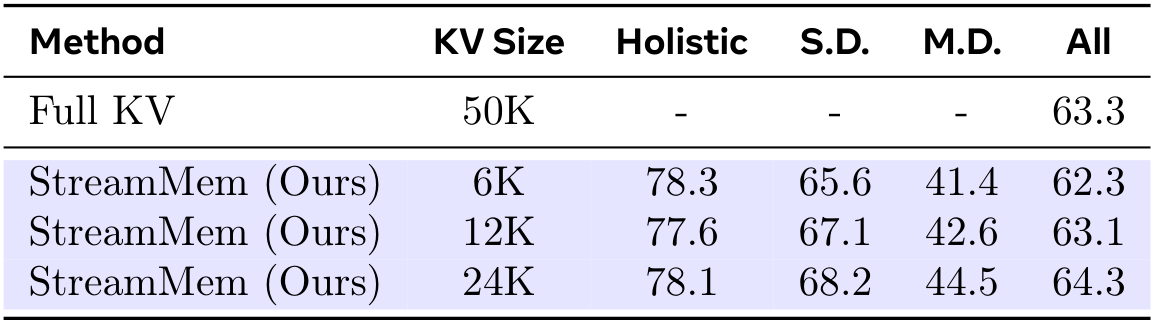 Method KV Size Holistic S.D. M.D. All
Full KV 50K - - - 63.3
StreamMem (Ours) 6K 78.3 65.6 41.4 62.3
StreamMem (Ours) 12K 77.6 67.1 42.6 63.1
StreamMem (Ours) 24K 78.1 68.2 44.5 64.3